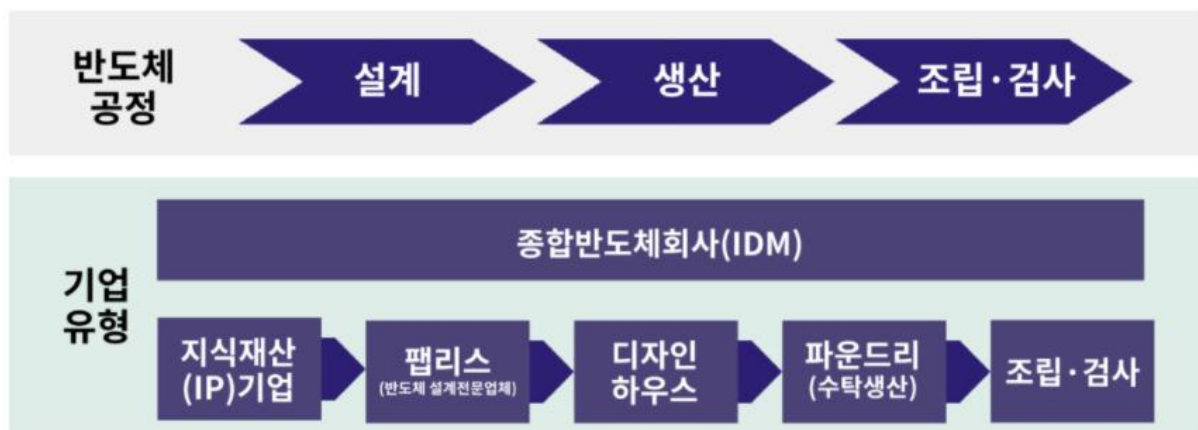 반도체
공정
설계
생산
조립·검사
기업
유형
종합반도체회사(IDM)
지식재산
(IP)기업
팹리스
(반도체 설계전문업체)
디자인
하우스
파운드리
(수탁생산)
조립·검사